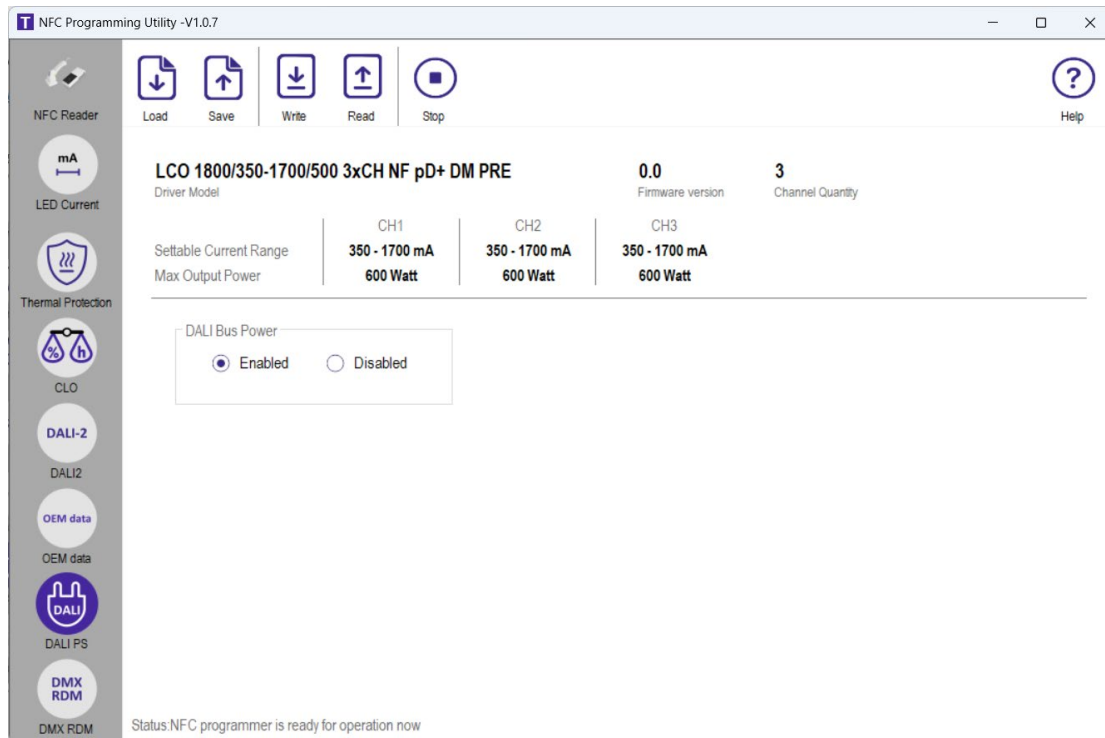 T NFC Programming Utility -V1.0.7
NFC Reader
mA
LED Current
Thermal Protection
% h
CLO
DALI-2
DALI2
OEM data
OEM data
DALI
DALI PS
DMX
RDM
DMX RDM
Load Save Write Read Stop
?
Help
LCO 1800/350-1700/500 3xCH NF pD+ DM PRE 0.0 3
Driver Model Firmware version Channel Quantity
CH1 CH2 CH3
Settable Current Range 350 - 1700 mA 350 - 1700 mA 350 - 1700 mA
Max Output Power 600 Watt 600 Watt 600 Watt
DALI Bus Power
Enabled Disabled
Status:NFC programmer is ready for operation now